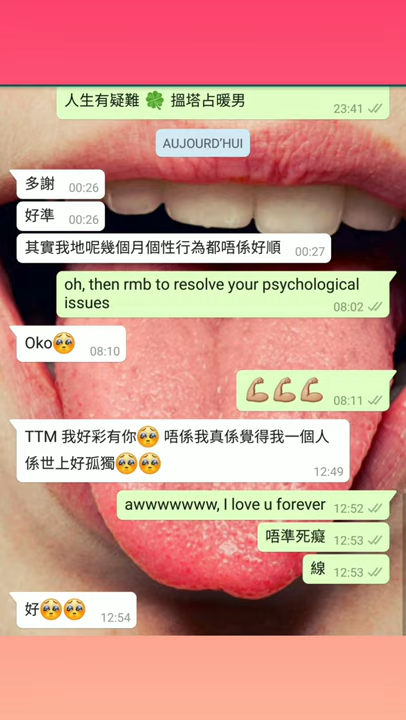 人生有疑難 🍀 搵塔占暖男
23:41
AUJOURD'HUI
多謝 00:26
好準 00:26
其實我地呢幾個月個性行為都唔係好順 00:27
oh, then rmb to resolve your psychological
issues
08:02
Oko🥺 08:10
💪🏼💪🏼💪🏼 08:11
TTM 我好彩有你🥺 唔係我真係覺得我一個人
係世上好孤獨🥺🥺
12:49
awwwwwww, I love u forever 12:52
唔準死癡 12:53
線 12:53
好🥺🥺 12:54